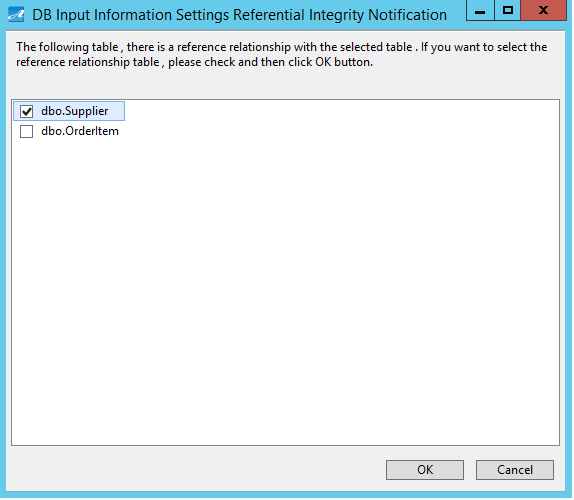 DB Input Information Settings Referential Integrity Notification
The following table , there is a reference relationship with the selected table . If you want to select the
reference relationship table , please check and then click OK button.
dbo.Supplier
dbo.OrderItem
OK
Cancel